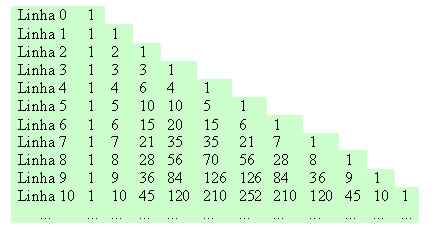 Linha 0 1
Linha 1 1 1
Linha 2 1 2 1
Linha 3 1 3 3 1
Linha 4 1 4 6 4 1
Linha 5 1 5 10 10 5 1
Linha 6 1 6 15 20 15 6 1
Linha 7 1 7 21 35 35 21 7 1
Linha 8 1 8 28 56 70 56 28 8 1
Linha 9 1 9 36 84 126 126 84 36 9 1
Linha 10 1 10 45 120 210 252 210 120 45 10 1
... ... ... ... ... ... ... ... ... ... ... ...